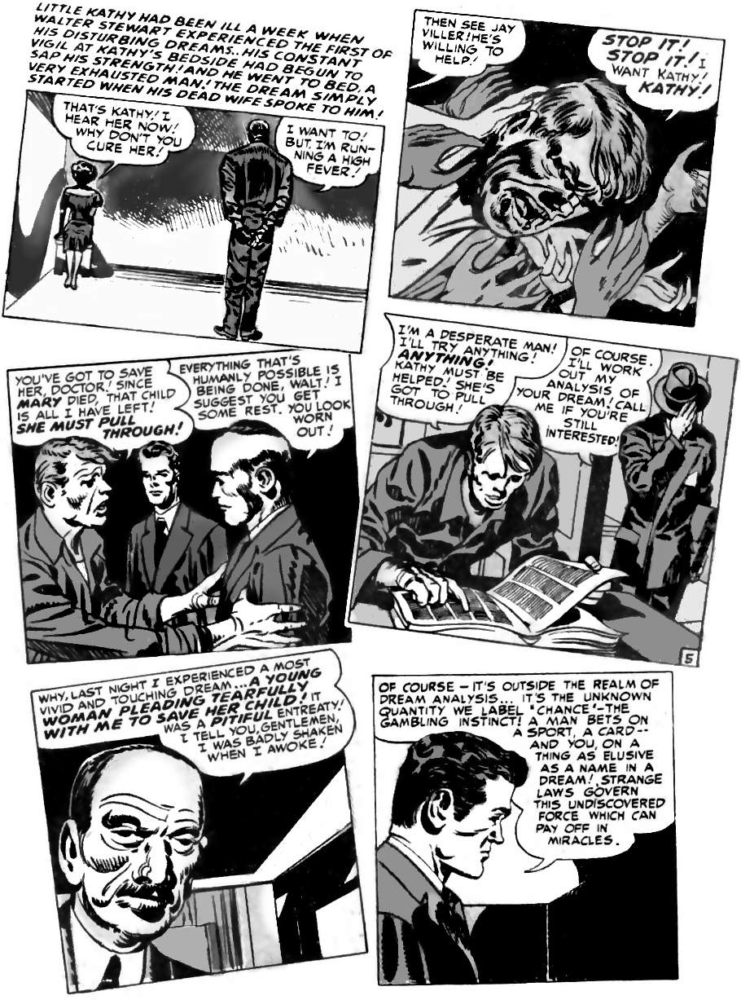 LITTLE KATHY HAD BEEN ILL A WEEK WHEN
WALTER STEWART EXPERIENCED THE FIRST OF
HIS DISTURBING DREAMS.. HIS CONSTANT
VIGIL AT KATHY'S BEDSIDE HAD BEGUN TO
SAP HIS STRENGTH! AND HE WENT TO BED, A
VERY EXHAUSTED MAN! THE DREAM SIMPLY
STARTED WHEN HIS DEAD WIFE SPOKE TO HIM!
THAT'S KATHY! I
HEAR HER NOW!
WHY DON'T YOU
CURE HER!
I WANT TO!
BUT, I'M RUN-
NING A HIGH
FEVER!
THEN SEE JAY
VILLER! HE'S
WILLING TO
HELP!
STOP IT!
STOP IT! I
WANT KATHY!
KATHY!
YOU'VE GOT TO SAVE
HER, DOCTOR! SINCE
MARY DIED, THAT CHILD
IS ALL I HAVE LEFT!
SHE MUST PULL
THROUGH!
EVERYTHING THAT'S
HUMANLY POSSIBLE IS
BEING DONE, WALT! I
SUGGEST YOU GET
SOME REST. YOU LOOK
WORN
OUT!
I'M A DESPERATE MAN!
I'LL TRY ANYTHING!
ANYTHING!
KATHY MUST BE
HELPED! SHE'S
GOT TO PULL
THROUGH!
OF COURSE.
I'LL WORK
OUT MY
ANALYSIS OF
YOUR DREAM! CALL
ME IF YOU'RE
STILL
INTERESTED!
5
WHY, LAST NIGHT I EXPERIENCED A MOST
VIVID AND TOUCHING DREAM...A YOUNG
WOMAN PLEADING TEARFULLY
WITH ME TO SAVE HER CHILD! IT
WAS A PITIFUL ENTREATY!
I TELL YOU, GENTLEMEN,
I WAS BADLY SHAKEN
WHEN I AWOKE!
OF COURSE — IT'S OUTSIDE THE REALM OF
DREAM ANALYSIS... IT'S THE UNKNOWN
QUANTITY WE LABEL "CHANCE"-THE
GAMBLING INSTINCT! A MAN BETS ON
A SPORT, A CARD--
AND YOU, ON A
THING AS ELUSIVE
AS A NAME IN A
DREAM! STRANGE
LAWS GOVERN
THIS UNDISCOVERED
FORCE WHICH CAN
PAY OFF IN
MIRACLES.